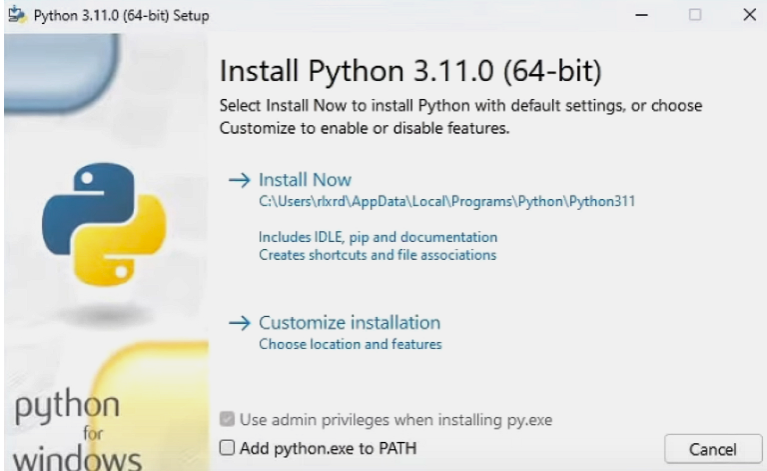 Python 3.11.0 (64-bit) Setup
Install Python 3.11.0 (64-bit)
Select Install Now to install Python with default settings, or choose
Customize to enable or disable features.
Install Now
C:\Users\rlxrd\AppData\Local\Programs\Python\Python311
Includes IDLE, pip and documentation
Creates shortcuts and file associations
Customize installation
Choose location and features
python
for
windows
Use admin privileges when installing py.exe
Add python.exe to PATH
Cancel